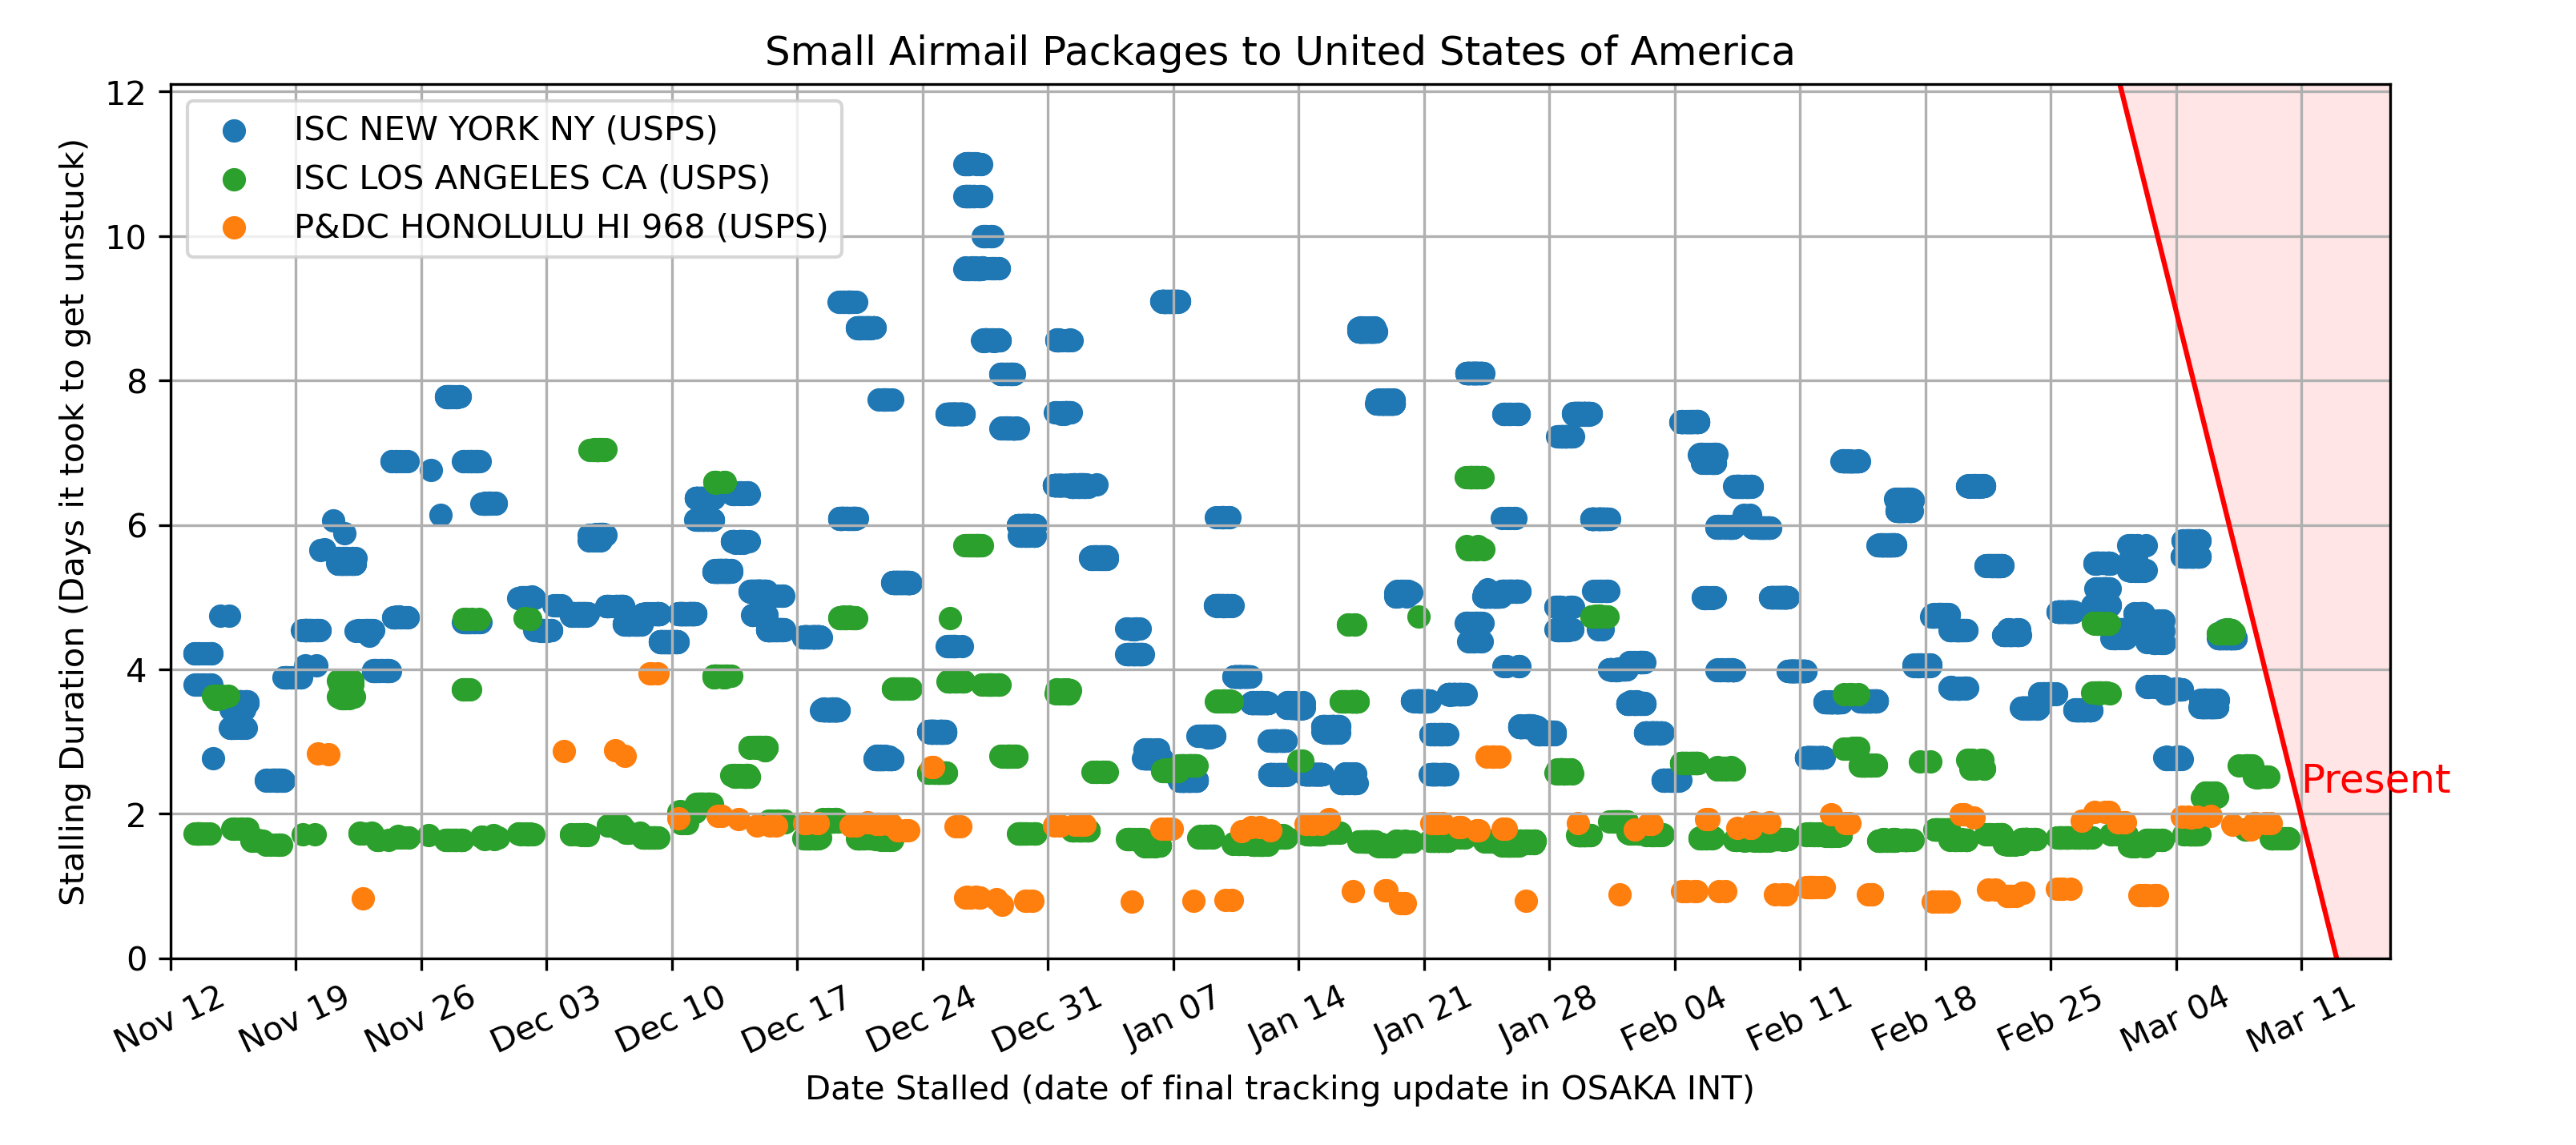 Small Airmail Packages to United States of America
ISC NEW YORK NY (USPS)
ISC LOS ANGELES CA (USPS)
P&DC HONOLULU HI 968 (USPS)
Stalling Duration (Days it took to get unstuck)
12
10
8
6
4
2
0
Present
Nov 12
Nov 19
Nov 26
Dec 03
Dec 10
Dec 17
Dec 24
Dec 31
Jan 07
Jan 14
Jan 21
Jan 28
Feb 04
Feb 11
Feb 18
Feb 25
Mar 04
Mar 11
Date Stalled (date of final tracking update in OSAKA INT)